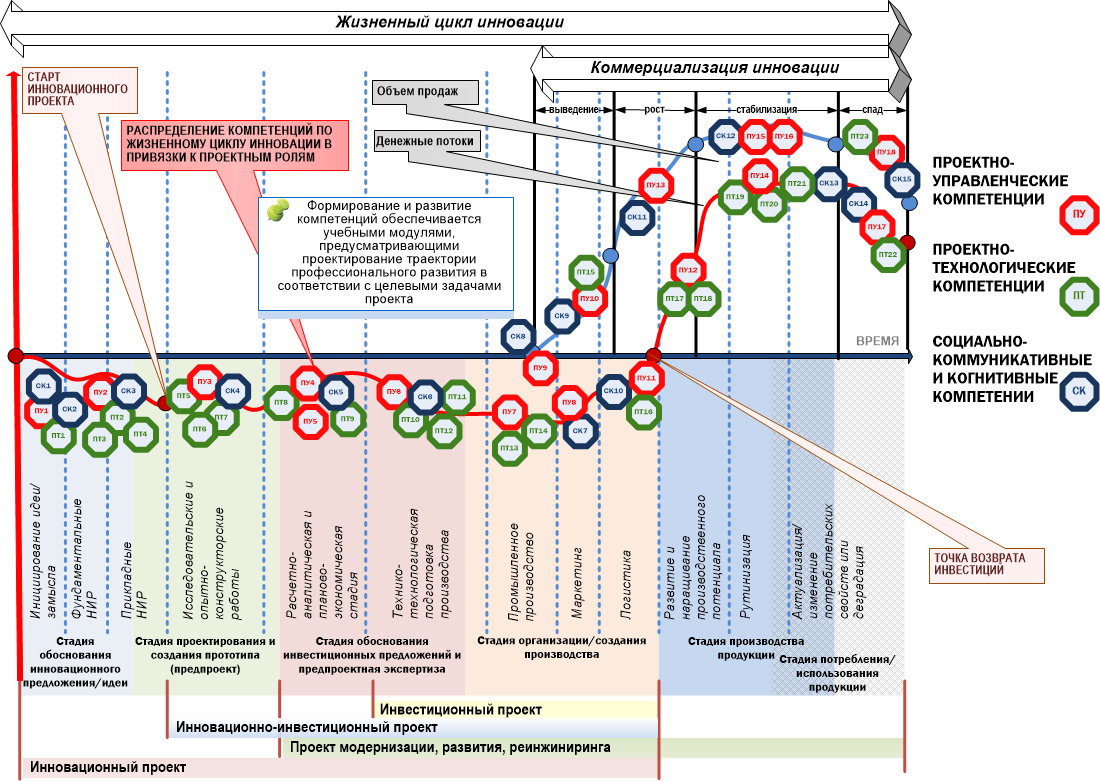 Жизненный цикл инновации
Коммерциализация инновации
выведение
рост
стабилизация
спад
СТАРТ
ИННОВАЦИОННОГО
ПРОЕКТА
РАСПРЕДЕЛЕНИЕ КОМПЕТЕНЦИЙ ПО
ЖИЗНЕННОМУ ЦИКЛУ ИННОВАЦИИ В
ПРИВЯЗКИ К ПРОЕКТНЫМ РОЛЯМ
Объем продаж
Денежные потоки
Формирование и развитие
компетенций обеспечивается
учебными модулями,
предусматривающими
проектирование траектории
профессионального развития в
соответствии с целевыми задачами
проекта
ПРОЕКТНО-
УПРАВЛЕНЧЕСКИЕ
КОМПЕТЕНЦИИ
ПУ
ПРОЕКТНО-
ТЕХНОЛОГИЧЕСКИЕ
КОМПЕТЕНЦИИ
ПТ
СОЦИАЛЬНО-
КОММУНИКАТИВНЫЕ
И КОГНИТИВНЫЕ
КОМПЕТЕНИИ
СК
ВРЕМЯ
СК12
ПУ15
ПУ16
ПТ23
ПУ18
СК15
ПУ13
СК11
ПУ14
ПТ19
ПТ20
ПТ21
СК13
СК14
ПУ17
ПТ22
ПТ15
ПУ10
СК9
СК8
ПУ9
ПУ12
ПТ17
ПТ18
СК1
ПУ1
СК2
ПТ1
ПУ2
СК3
ПТ2
ПТ3
ПТ4
ПТ5
ПУ3
СК4
ПТ6
ПТ7
ПТ8
ПУ4
СК5
ПУ5
ПТ9
ПУ6
СК6
ПТ11
ПТ10
ПТ12
ПУ7
ПТ13
ПТ14
ПУ8
СК7
СК10
ПУ11
ПТ16
ТОЧКА ВОЗВРАТА
ИНВЕСТИЦИЙ
Инициирование идеи/
замысла
Фундаментальные
НИР
Прикладные
НИР
Исследовательские и
опытно-
конструкторские
работы
Расчетно-
аналитическая и
планово-
экономическая
стадия
Технико-
технологическая
подготовка
производства
Промышленное
производство
Маркетинг
Логистика
Развитие и
наращивание
производственного
потенциала
Рутинизация
Актуализация/
изменение
потребительских
свойств или
деградация
Стадия
обоснования
инновационного
предложения/идеи
Стадия проектирования и
создания прототипа
(предпроект)
Стадия обоснования
инвестиционных предложений и
предпроектная экспертиза
Стадия организации/создания
производства
Стадия производства
продукции
Стадия потребления/
использования
продукции
Инвестиционный проект
Инновационно-инвестиционный проект
Проект модернизации, развития, реинжиниринга
Инновационный проект